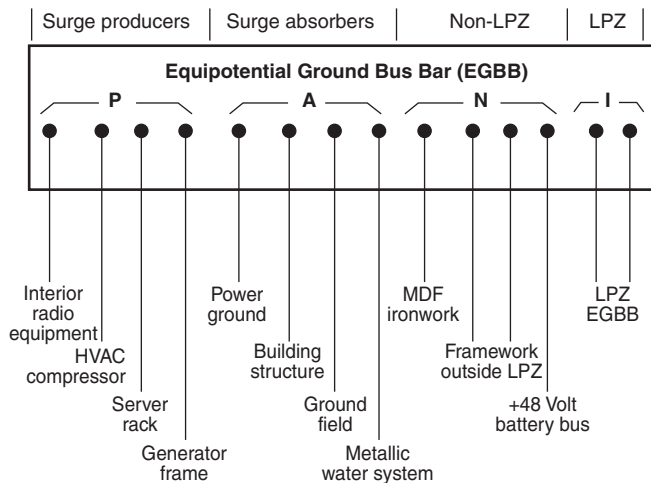 Surge producers Surge absorbers Non-LPZ LPZ
Equipotential Ground Bus Bar (EGBB)
P A N I
Interior
radio
equipment
HVAC
compressor
Server
rack
Generator
frame
Power
ground
Building
structure
Ground
field
Metallic
water system
MDF
ironwork
Framework
outside LPZ
+48 Volt
battery bus
LPZ
EGBB